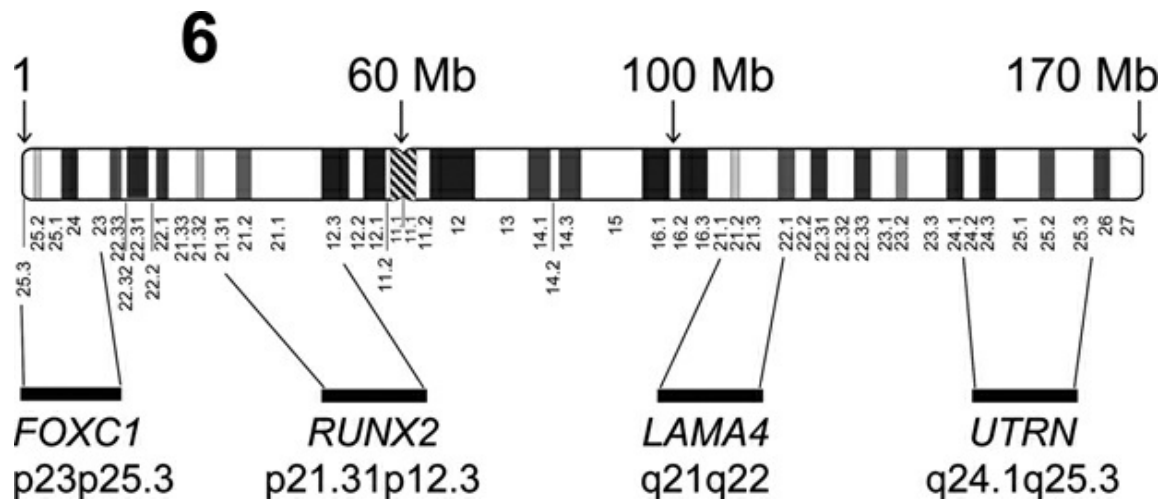 6
1 60 Mb 100 Mb 170 Mb
25.3 25.2 25.1 24 23 22.33 22.32 22.31 22.2 22.1 21.33 21.32 21.31 21.2 21.1 12.3 12.2 12.1 11.2 11.1 11.1 11.2 12 13 14.1 14.2 14.3 15 16.1 16.2 16.3 21.1 21.2 21.3 22.1 22.2 22.31 22.32 22.33 23.1 23.2 23.3 24.1 24.2 24.3 25.1 25.2 25.3 26 27
FOXC1 RUNX2 LAMA4 UTRN
p23p25.3 p21.31p12.3 q21q22 q24.1q25.3